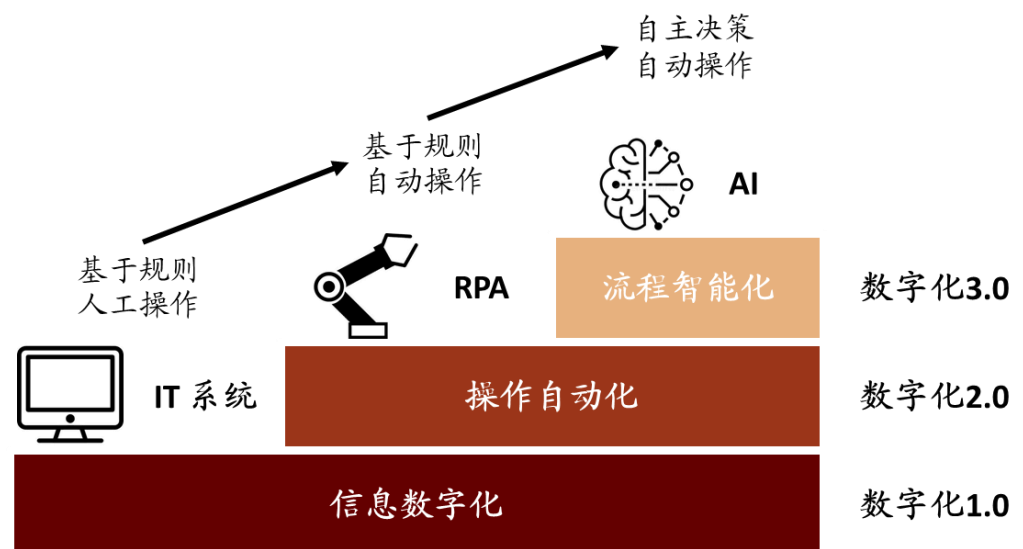 自主决策
自动操作
基于规则
自动操作
AI
基于规则
人工操作
RPA
流程智能化
数字化3.0
IT 系统
操作自动化
数字化2.0
信息数字化
数字化1.0